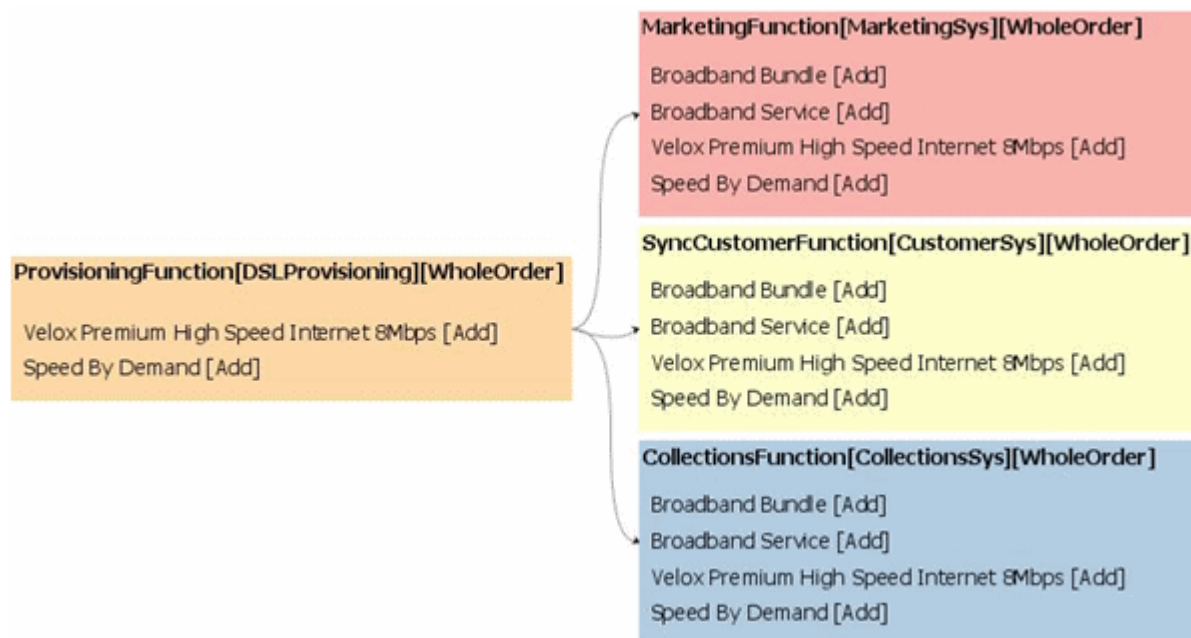 MarketingFunction[MarketingSys][WholeOrder]
Broadband Bundle [Add]
Broadband Service [Add]
Velox Premium High Speed Internet 8Mbps [Add]
Speed By Demand [Add]
ProvisioningFunction[DSLProvisioning][WholeOrder]
Velox Premium High Speed Internet 8Mbps [Add]
Speed By Demand [Add]
SyncCustomerFunction[CustomerSys][WholeOrder]
Broadband Bundle [Add]
Broadband Service [Add]
Velox Premium High Speed Internet 8Mbps [Add]
Speed By Demand [Add]
CollectionsFunction[CollectionsSys][WholeOrder]
Broadband Bundle [Add]
Broadband Service [Add]
Velox Premium High Speed Internet 8Mbps [Add]
Speed By Demand [Add]